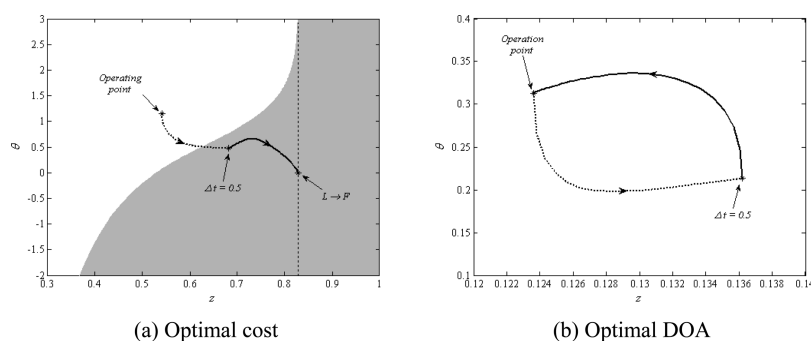 3
2.5
2
1.5
1
0.5
0
-0.5
-1
-1.5
-2
θ
Operating
point
Δt = 0.5
L → F
0.3 0.4 0.5 0.6 0.7 0.8 0.9 1
z
(a) Optimal cost
0.4
0.35
0.3
0.25
0.2
0.15
0.1
θ
Operation
point
Δt = 0.5
0.12 0.122 0.124 0.126 0.128 0.13 0.132 0.134 0.136 0.138 0.14
z
(b) Optimal DOA